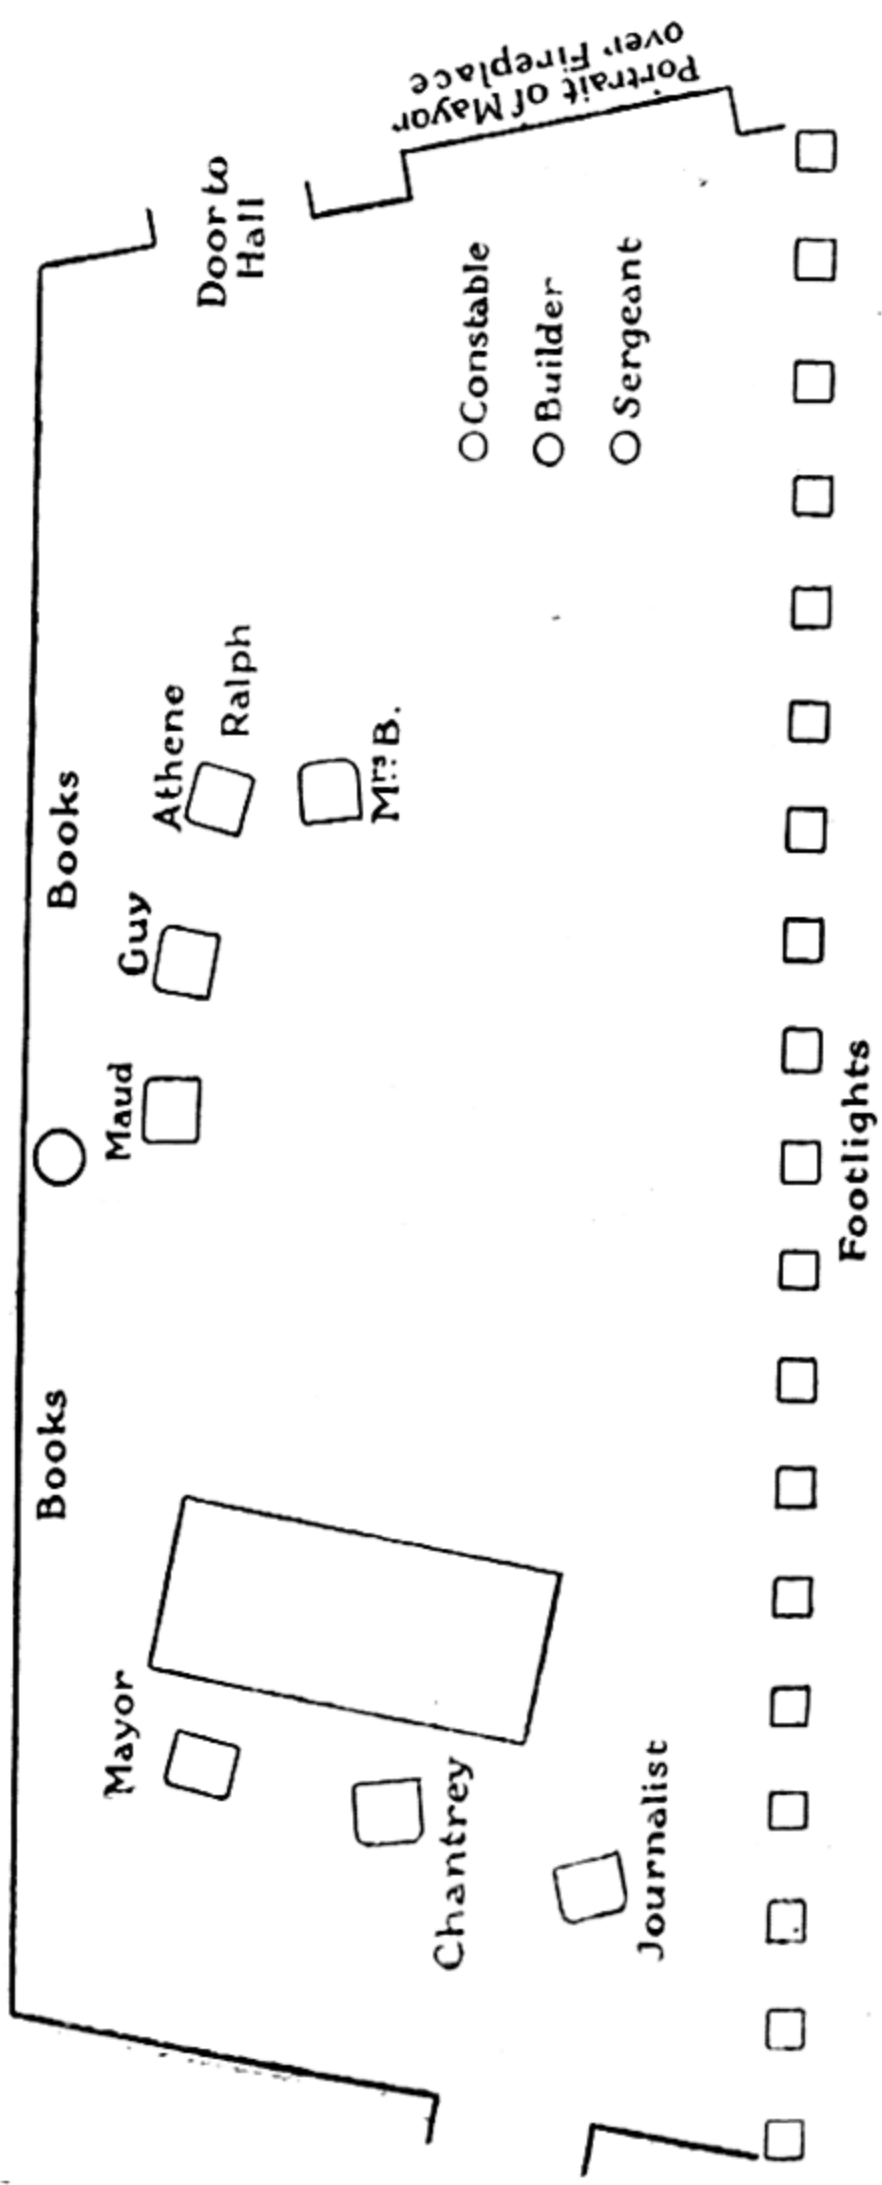 Books
Books
Mayor
Maud
Guy
Athene
Ralph
Mrs B.
Door to
Hall
Chantrey
Journalist
Constable
Builder
Sergeant
Portrait of Mayor
over Fireplace
Footlights